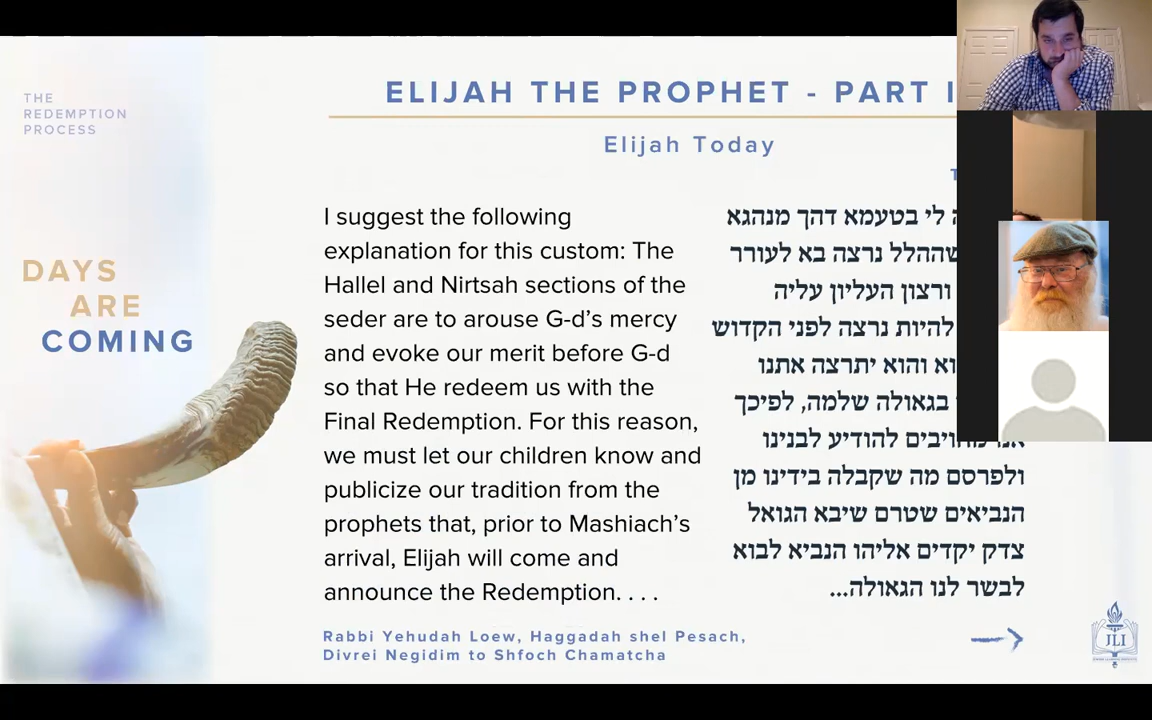 THE
REDEMPTION
PROCESS
DAYS
ARE
COMING
ELIJAH THE PROPHET - PART
Elijah Today
I suggest the following
explanation for this custom: The
Hallel and Nirtsah sections of the
seder are to arouse G-d’s mercy
and evoke our merit before G-d
so that He redeem us with the
Final Redemption. For this reason,
we must let our children know and
publicize our tradition from the
prophets that, prior to Mashiach’s
arrival, Elijah will come and
announce the Redemption. . . .
לי בטעמא דהך מנהגא
שההלל נרצה בא לעורר
ורצון העליון עליה
להיות נרצה לפני הקדוש
והוא יתרצה אתנו
בגאולה שלמה, לפיכך
להודיע לבנינו
ולפרסם מה שקבלה בידינו מן
הנביאים שטרם שיבא הגואל
צדק יקדים אליהו הנביא לבוא
לבשר לנו הגאולה...
Rabbi Yehudah Loew, Haggadah shel Pesach,
Divrei Negidim to Shfoch Chamatcha
JLI